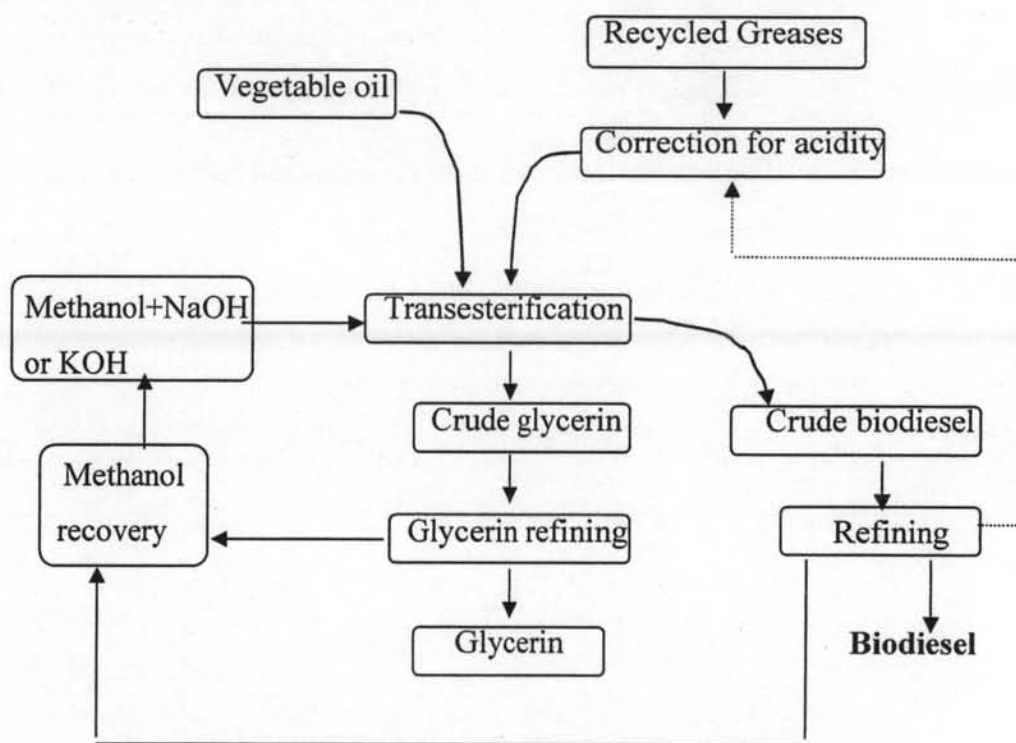 Recycled Greases
Vegetable oil
Correction for acidity
Methanol+NaOH
or KOH
Transesterification
Crude glycerin
Crude biodiesel
Methanol
recovery
Glycerin refining
Refining
Glycerin
Biodiesel